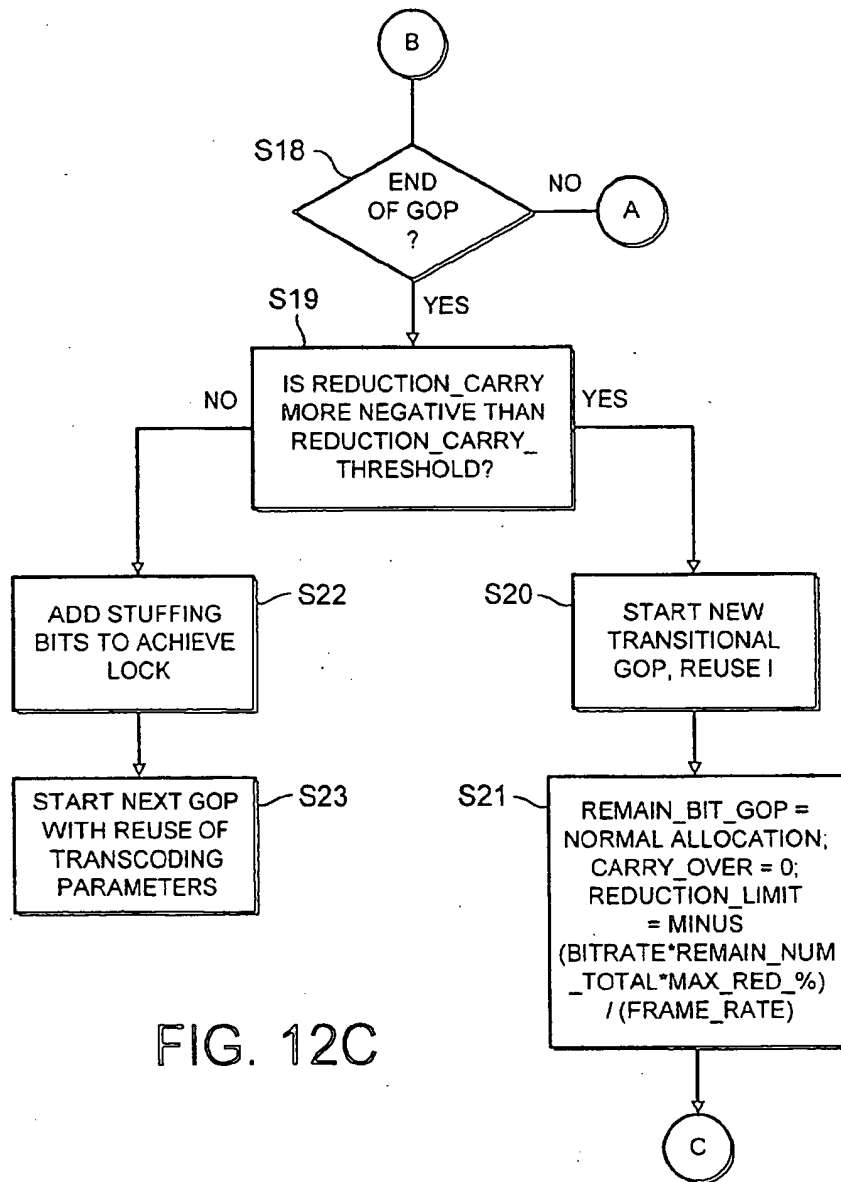 B
S18
END
OF GOP
?
NO
A
YES
S19
IS REDUCTION_CARRY
MORE NEGATIVE THAN
REDUCTION_CARRY_
THRESHOLD?
NO
YES
ADD STUFFING
BITS TO ACHIEVE
LOCK
S22
S20
START NEW
TRANSITIONAL
GOP, REUSE I
START NEXT GOP
WITH REUSE OF
TRANSCODING
PARAMETERS
S23
S21
REMAIN_BIT_GOP =
NORMAL ALLOCATION;
CARRY_OVER = 0;
REDUCTION_LIMIT
= MINUS
(BITRATE*REMAIN_NUM
_TOTAL*MAX_RED_%)
/ (FRAME_RATE)
FIG. 12C
C